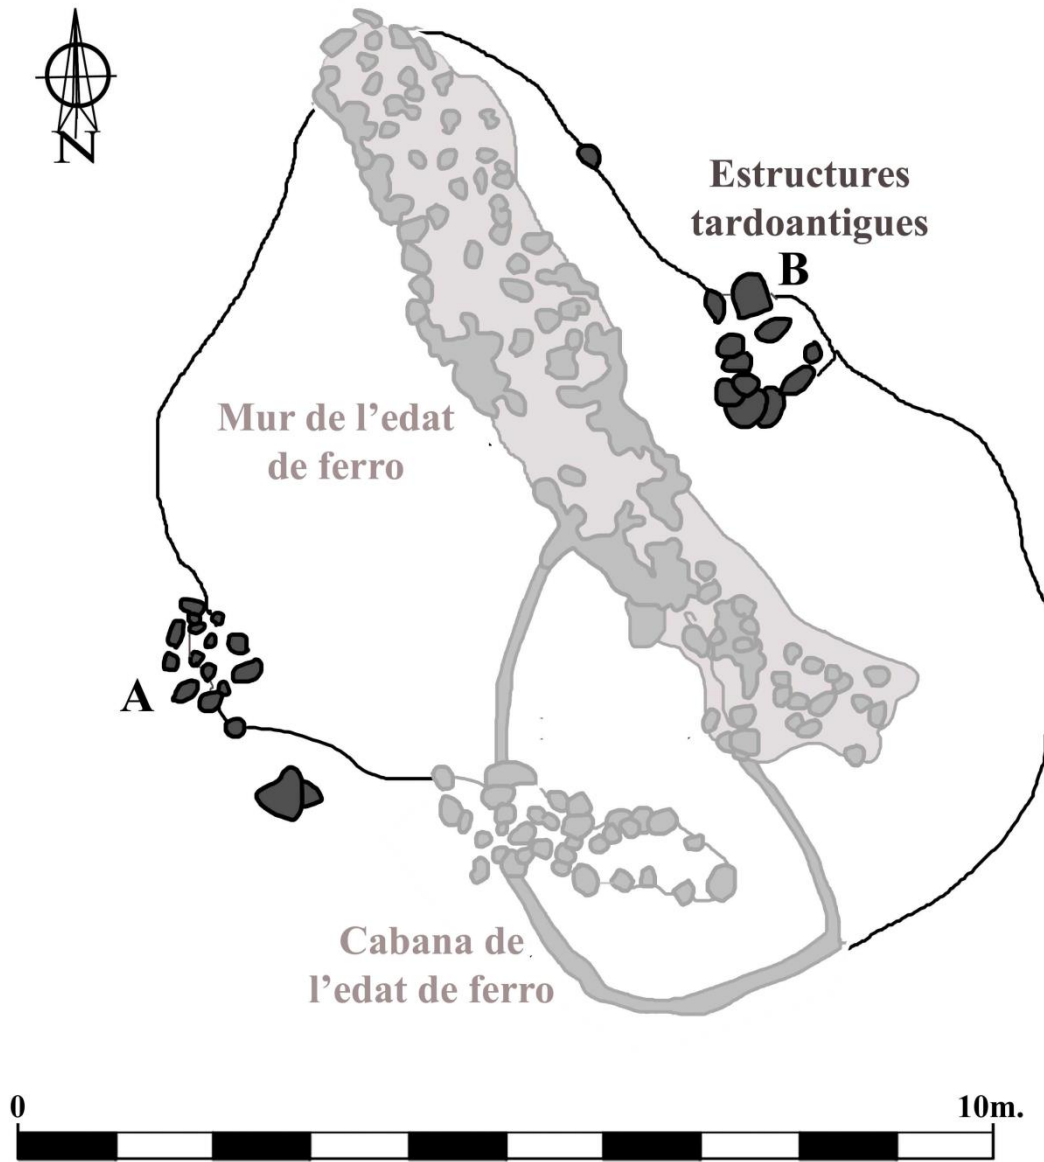 N
Estructures
tardoantigues
B
Mur de l’edat
de ferro
A
Cabana de
l’edat de ferro
0
10m.